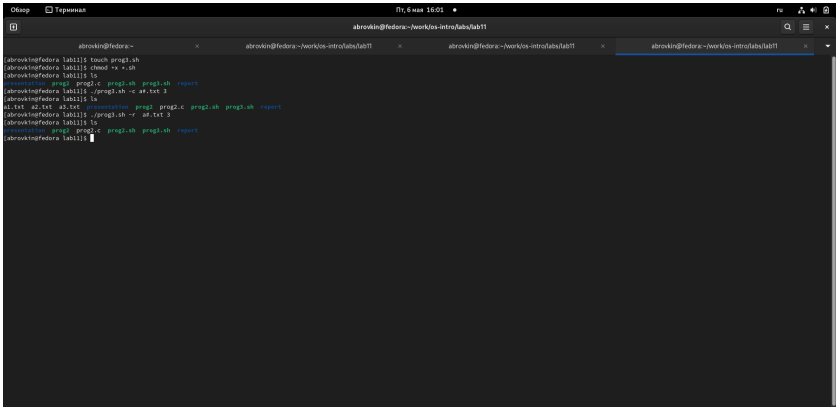 Обзор Терминал Пт, 6 мая 16:01 ru
abrovkin@fedora:~/work/os-intro/labs/lab11
abrovkin@fedora:~ abrovkin@fedora:~/work/os-intro/labs/lab11 abrovkin@fedora:~/work/os-intro/labs/lab11 abrovkin@fedora:~/work/os-intro/labs/lab11
[abrovkin@fedora lab11]$ touch prog3.sh
[abrovkin@fedora lab11]$ chmod +x *.sh
[abrovkin@fedora lab11]$ ls
presentation prog2 prog2.c prog2.sh prog3.sh report
[abrovkin@fedora lab11]$ ./prog3.sh -c a#.txt 3
[abrovkin@fedora lab11]$ ls
a1.txt a2.txt a3.txt presentation prog2 prog2.c prog2.sh prog3.sh report
[abrovkin@fedora lab11]$ ./prog3.sh -r a#.txt 3
[abrovkin@fedora lab11]$ ls
presentation prog2 prog2.c prog2.sh prog3.sh report
[abrovkin@fedora lab11]$